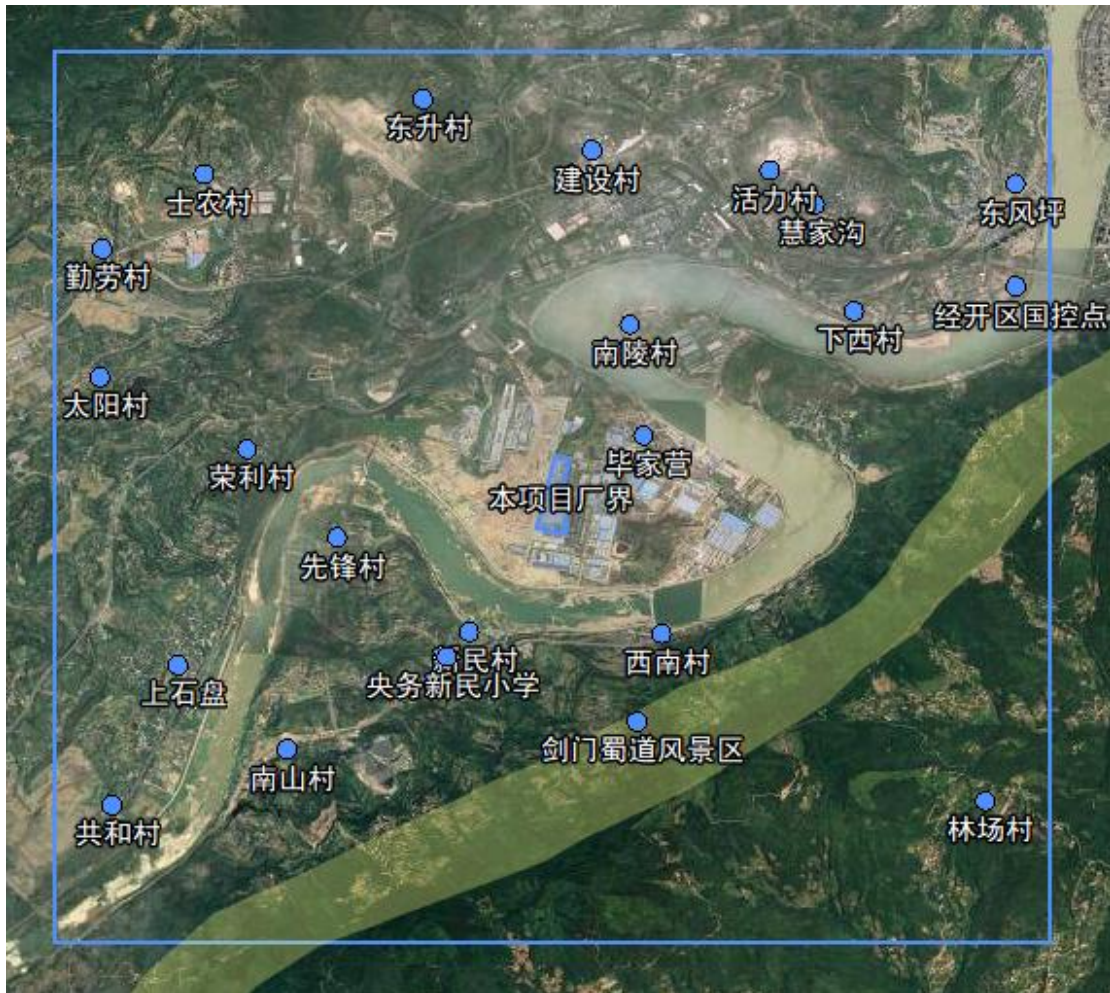 东升村
建设村
士农村
活力村
东风坪
慧家沟
勤劳村
经开区国控点
下西村
南陵村
太阳村
毕家营
荣利村
本项目厂界
先锋村
新民村
西南村
央务新民小学
上石盘
剑门蜀道风景区
南山村
共和村
林场村